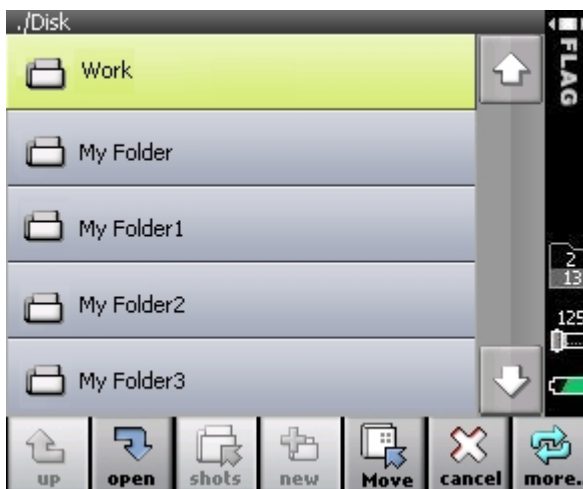 ./Disk
Work
My Folder
My Folder1
My Folder2
My Folder3
FLAG
2
13
125
up
open
shots
new
Move
cancel
more.